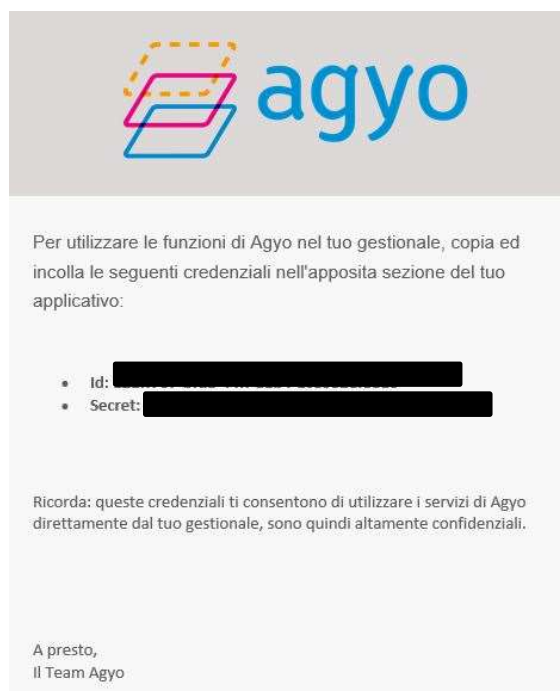 agyo
Per utilizzare le funzioni di Agyo nel tuo gestionale, copia ed
incolla le seguenti credenziali nell'apposita sezione del tuo
applicativo:
• Id:
• Secret:
Ricorda: queste credenziali ti consentono di utilizzare i servizi di Agyo
direttamente dal tuo gestionale, sono quindi altamente confidenziali.
A presto,
Il Team Agyo